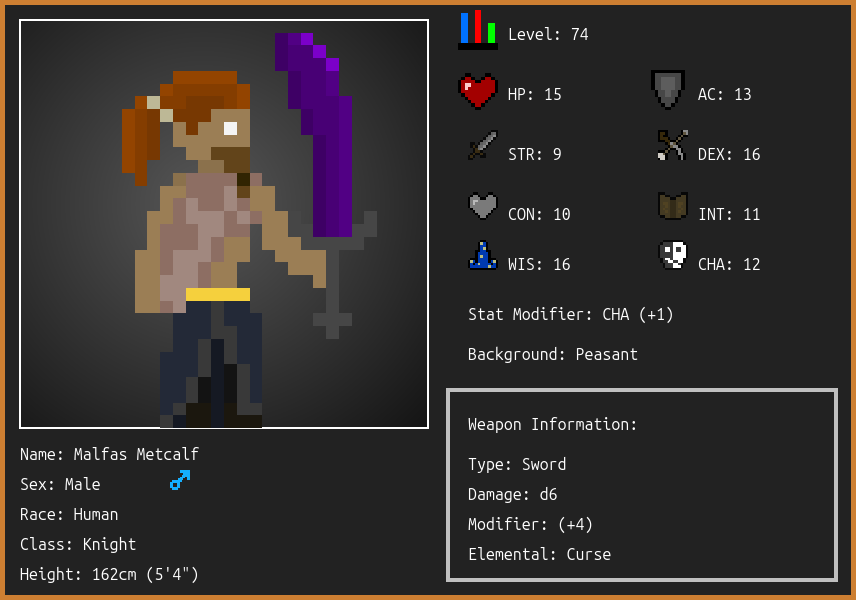 Level: 74
HP: 15
AC: 13
STR: 9
DEX: 16
CON: 10
INT: 11
WIS: 16
CHA: 12
Stat Modifier: CHA (+1)
Background: Peasant
Weapon Information:
Type: Sword
Damage: d6
Modifier: (+4)
Elemental: Curse
Name: Malfas Metcalf
Sex: Male
Race: Human
Class: Knight
Height: 162cm (5'4")